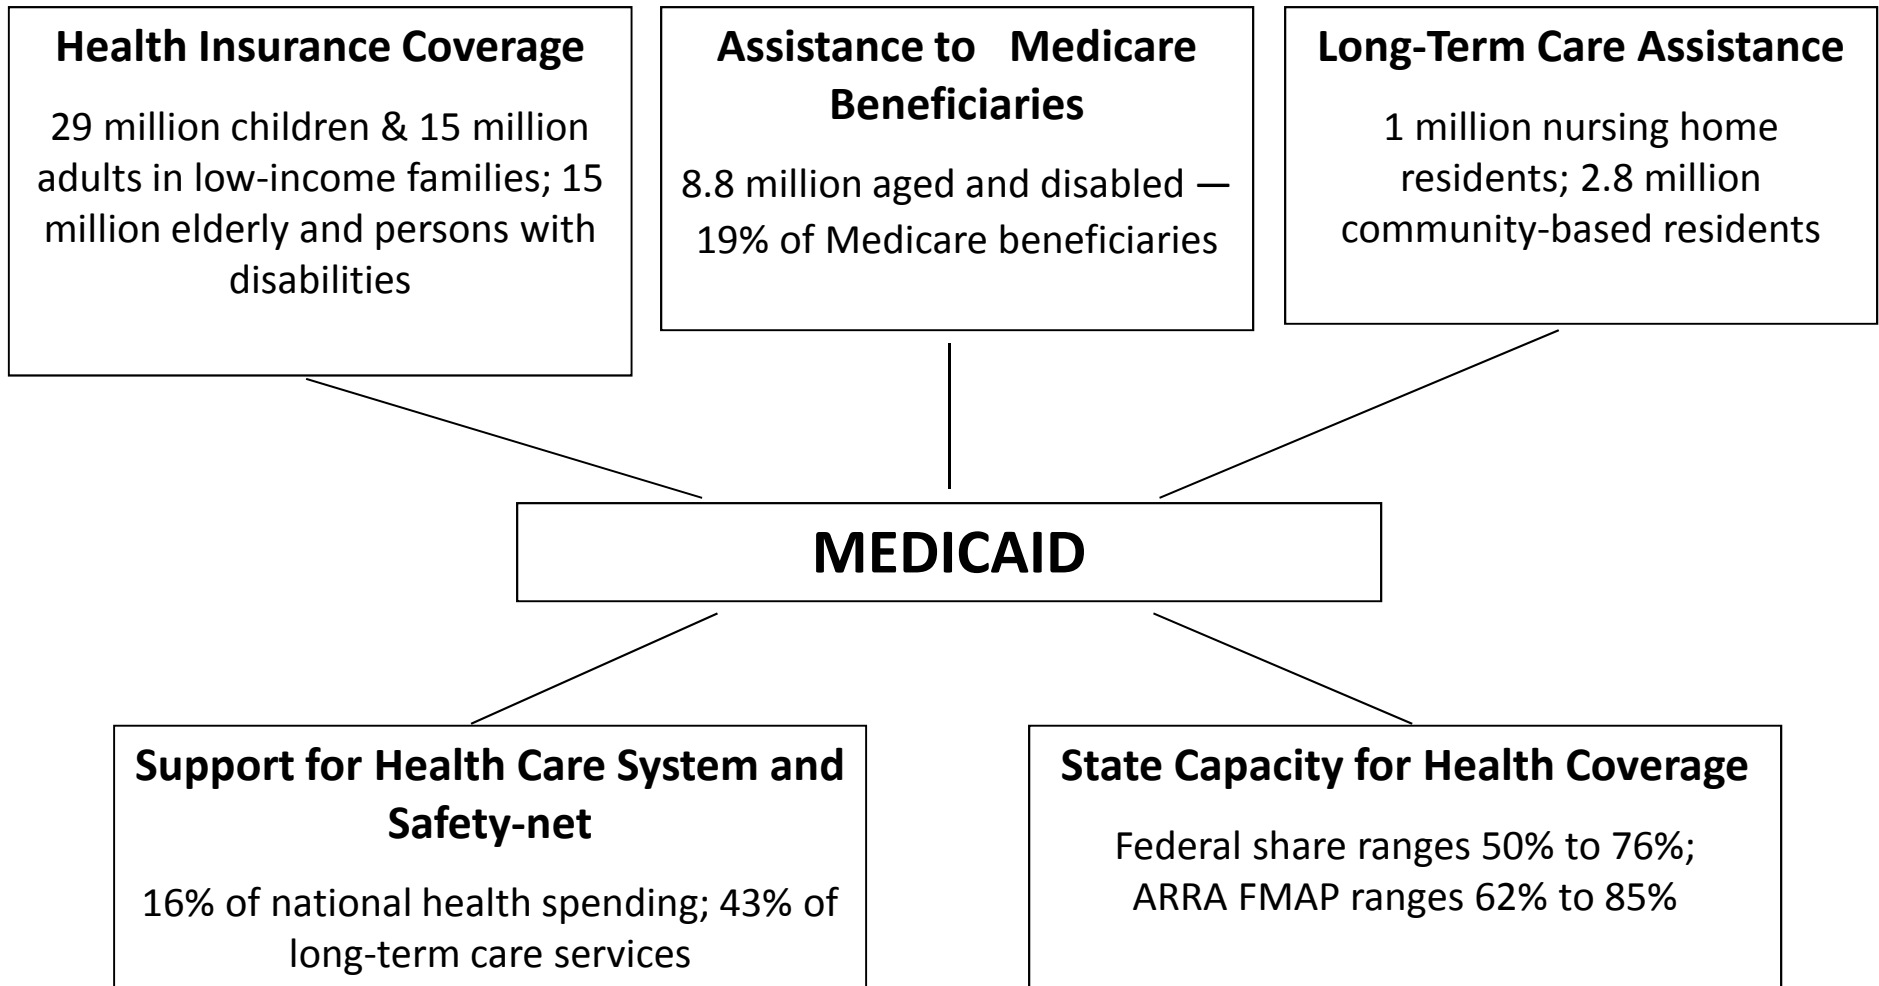 Health Insurance Coverage
29 million children & 15 million
adults in low-income families; 15
million elderly and persons with
disabilities
Assistance to Medicare
Beneficiaries
8.8 million aged and disabled —
19% of Medicare beneficiaries
Long-Term Care Assistance
1 million nursing home
residents; 2.8 million
community-based residents
MEDICAID
Support for Health Care System and
Safety-net
16% of national health spending; 43% of
long-term care services
State Capacity for Health Coverage
Federal share ranges 50% to 76%;
ARRA FMAP ranges 62% to 85%